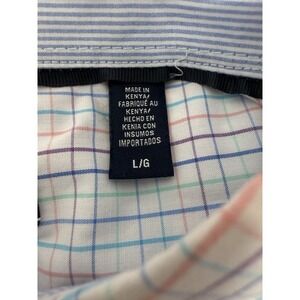 MADE IN
KENYA/
FABRIQUÉ AU
KENYA/
HECHO EN
KENIA CON
INSUMOS
IMPORTADOS
L/G